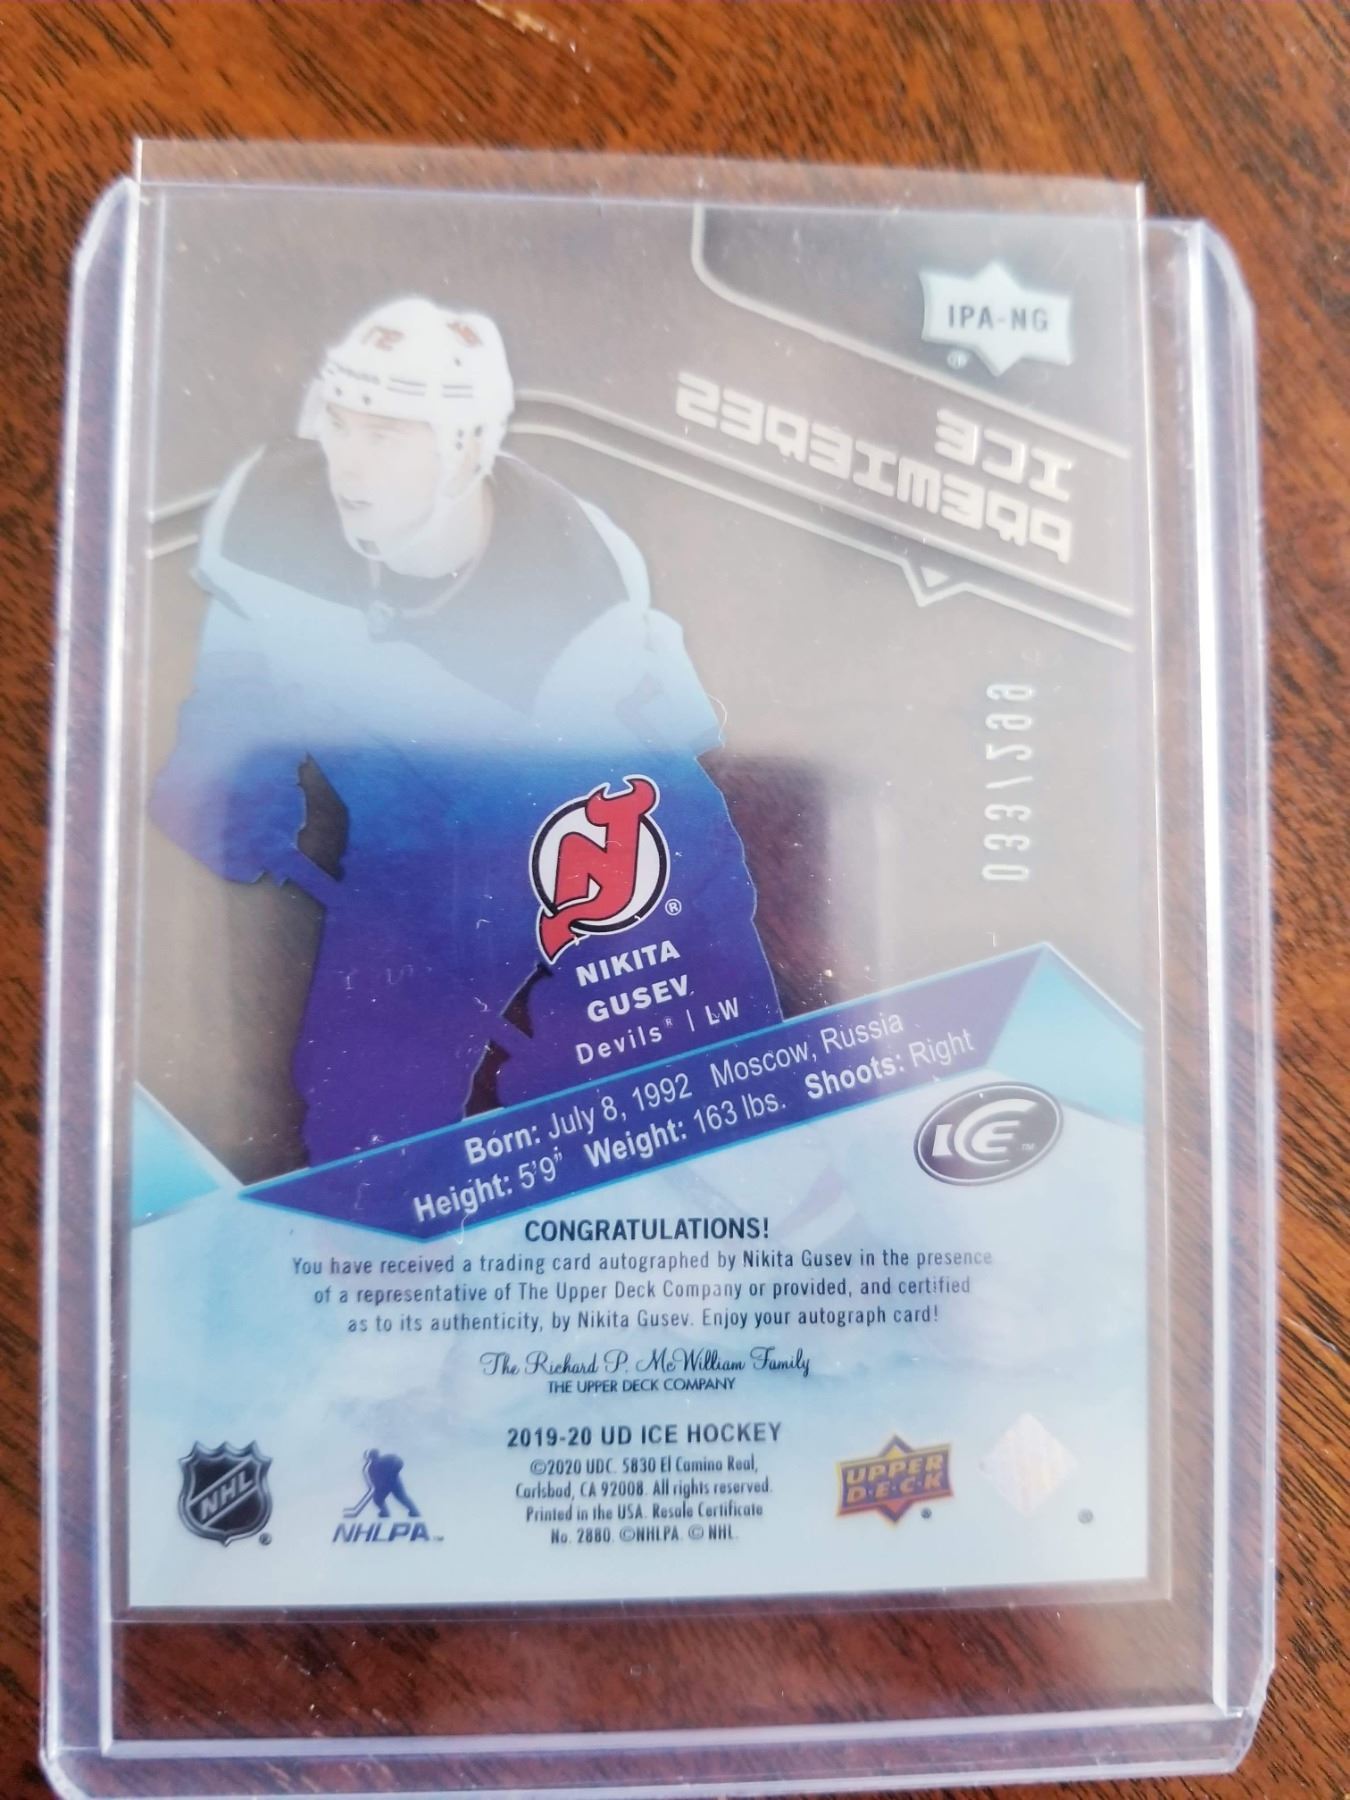 IPA-NG
ICE
PREMIERES
033/299
72
NIKITA
GUSEV
Devils® | LW
Born: July 8, 1992 Moscow, Russia
Height: 5'9" Weight: 163 lbs. Shoots: Right
ICE™
CONGRATULATIONS!
You have received a trading card autographed by Nikita Gusev in the presence
of a representative of The Upper Deck Company or provided, and certified
as to its authenticity, by Nikita Gusev. Enjoy your autograph card!
The Richard P. McWilliam Family
THE UPPER DECK COMPANY
2019-20 UD ICE HOCKEY
©2020 UDC. 5830 El Camino Real,
Carlsbad, CA 92008. All rights reserved.
Printed in the USA. Resale Certificate
No. 2880. ©NHLPA. © NHL.
NHL
NHLPA™
UPPER
D·E·C·K